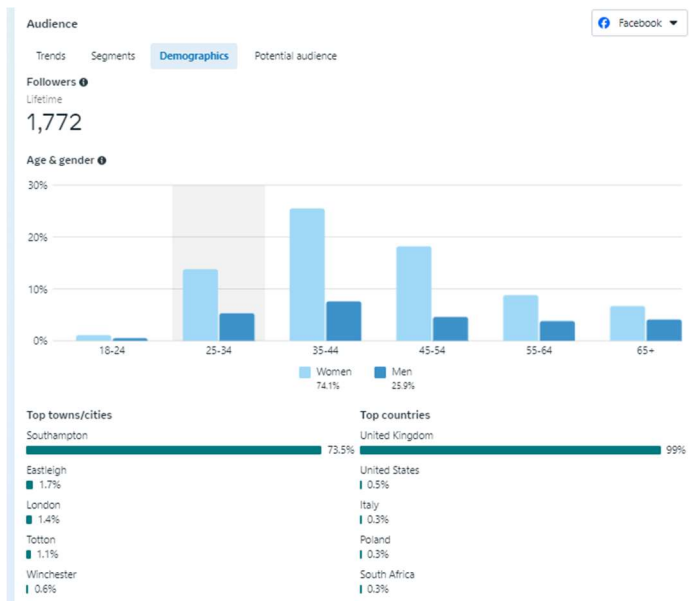 Audience
Facebook
Trends Segments Demographics Potential audience
Followers
Lifetime
1,772
Age & gender
30%
20%
10%
0%
18-24 25-34 35-44 45-54 55-64 65+
Women Men
74.1% 25.9%
Top towns/cities
Southampton
73.5%
Eastleigh
1.7%
London
1.4%
Totton
1.1%
Winchester
0.6%
Top countries
United Kingdom
99%
United States
0.5%
Italy
0.3%
Poland
0.3%
South Africa
0.3%